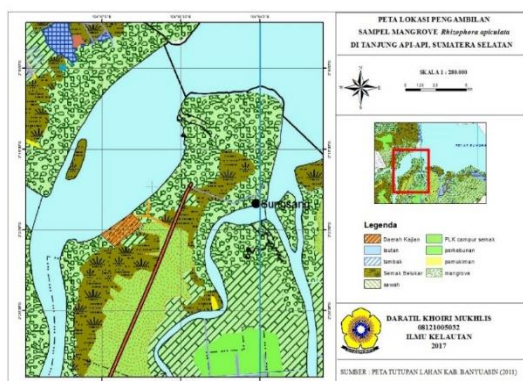 PETA LOKASI PENGAMBILAN
SAMPEL MANGROVE Rhizophora apiculata
DI TANJUNG API-API, SUMATERA SELATAN
SKALA 1 : 280.000
Sungsang
Legenda
Daerah Kajian
lautan
tambak
Semak Belukar
sawah
PLK campur semak
perkebunan
pemukiman
mangrove
DARATIL KHOIRI MUKHLIS
08121005032
ILMU KELAUTAN
2017
SUMBER : PETA TUTUPAN LAHAN KAB. BANYUASIN (2011)